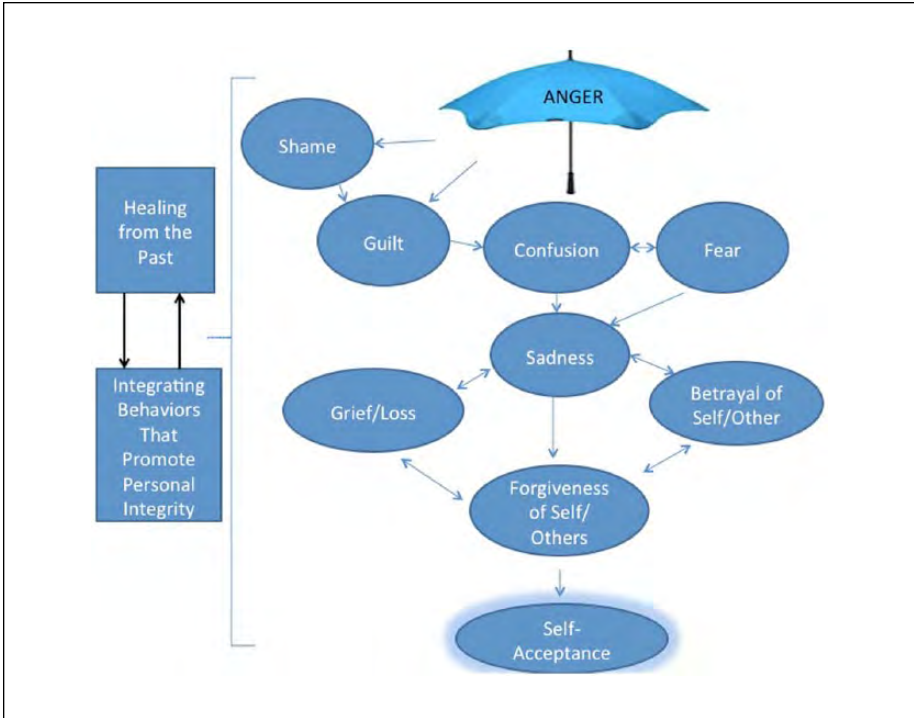 ANGER
Shame
Healing
from the
Past
Guilt
Confusion
Fear
Sadness
Integrating
Behaviors
That
Promote
Personal
Integrity
Grief/Loss
Betrayal of
Self/Other
Forgiveness
of Self/
Others
Self-
Acceptance